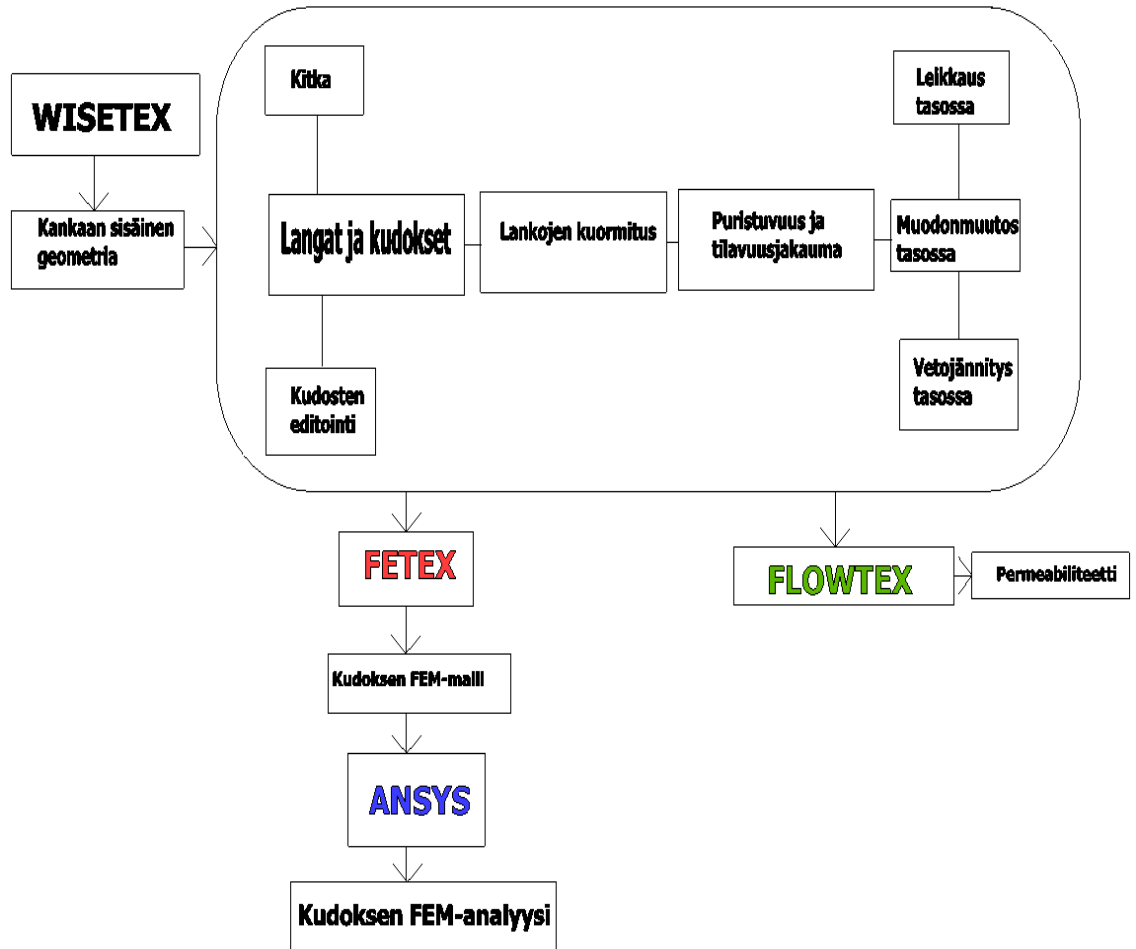 WISETEX
Kankaan sisäinen
geometria
Kitka
Langat ja kudokset
Kudosten
editointi
Lankojen kuormitus
Puristuvuus ja
tilavuusjakauma
Leikkaus
tasossa
Muodonmuutos
tasossa
Vetojännitys
tasossa
FETEX
Kudoksen FEM-malli
ANSYS
Kudoksen FEM-analyysi
FLOWTEX
Permeabiliteetti